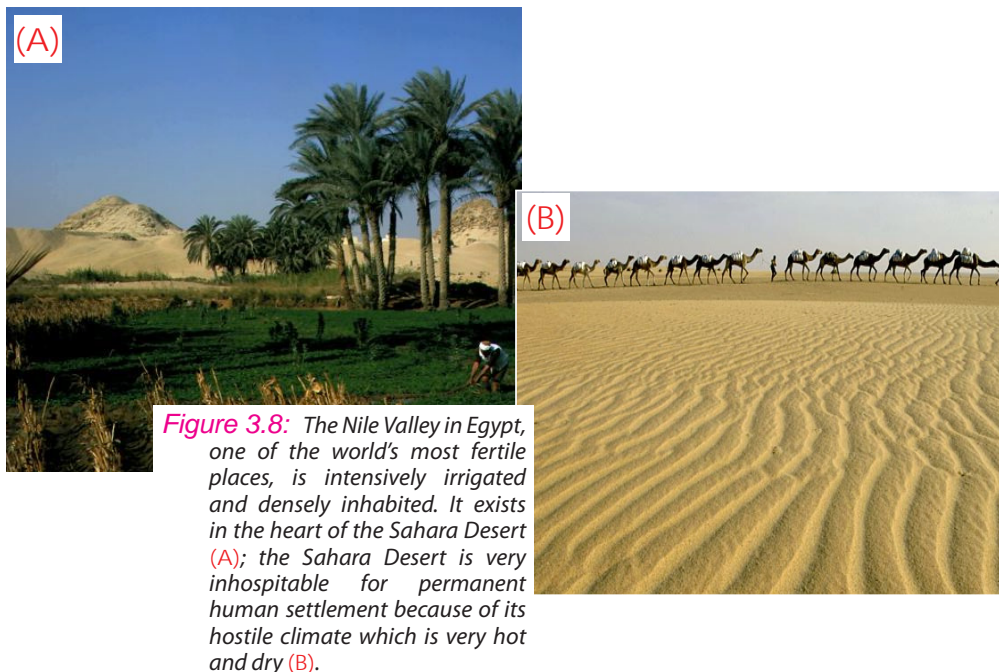 (A)
(B)
Figure 3.8: The Nile Valley in Egypt,
one of the world's most fertile
places, is intensively irrigated
and densely inhabited. It exists
in the heart of the Sahara Desert
(A); the Sahara Desert is very
inhospitable for permanent
human settlement because of its
hostile climate which is very hot
and dry (B).